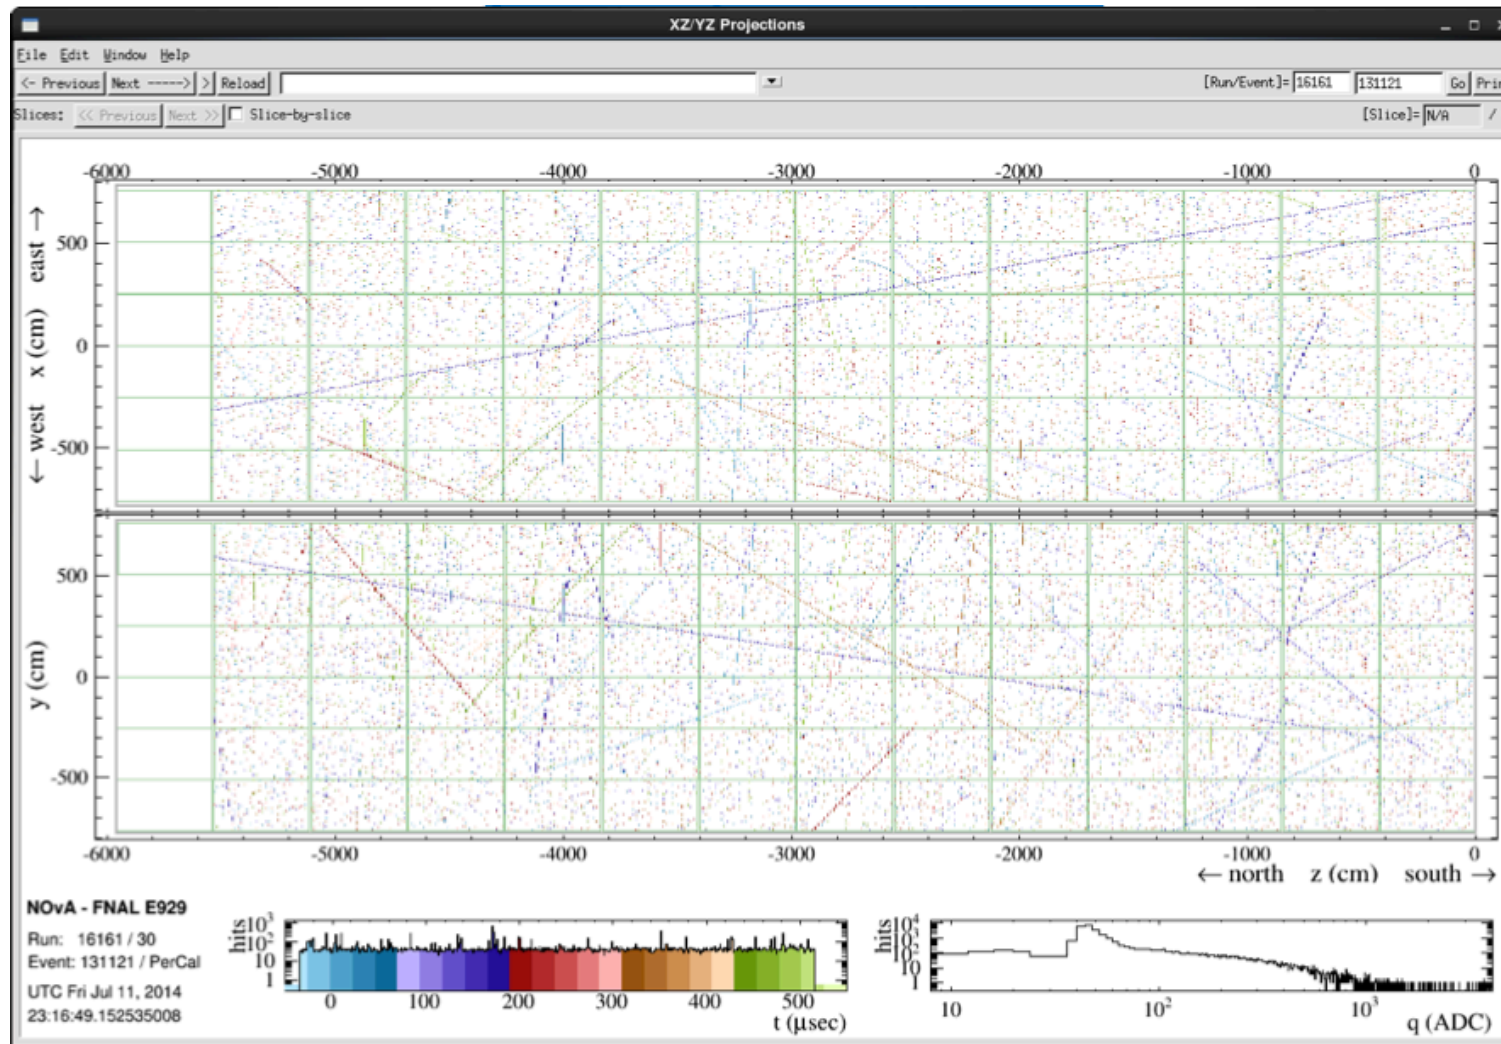 XZ/YZ Projections
File Edit Window Help
<- Previous Next -----> > Reload [Run/Event]= 16161 131121 Go
Slices: << Previous Next >> Slice-by-slice [Slice]= N/A /
-6000 -5000 -4000 -3000 -2000 -1000 0
← west x (cm) east →
500
0
-500
y (cm)
500
0
-500
-6000 -5000 -4000 -3000 -2000 -1000 0
← north z (cm) south →
NOvA - FNAL E929
Run: 16161 / 30
Event: 131121 / PerCal
UTC Fri Jul 11, 2014
23:16:49.152535008
hits
10³
10²
10
1
0 100 200 300 400 500
t (μsec)
hits
10⁴
10³
10²
10
1
10 10² 10³
q (ADC)